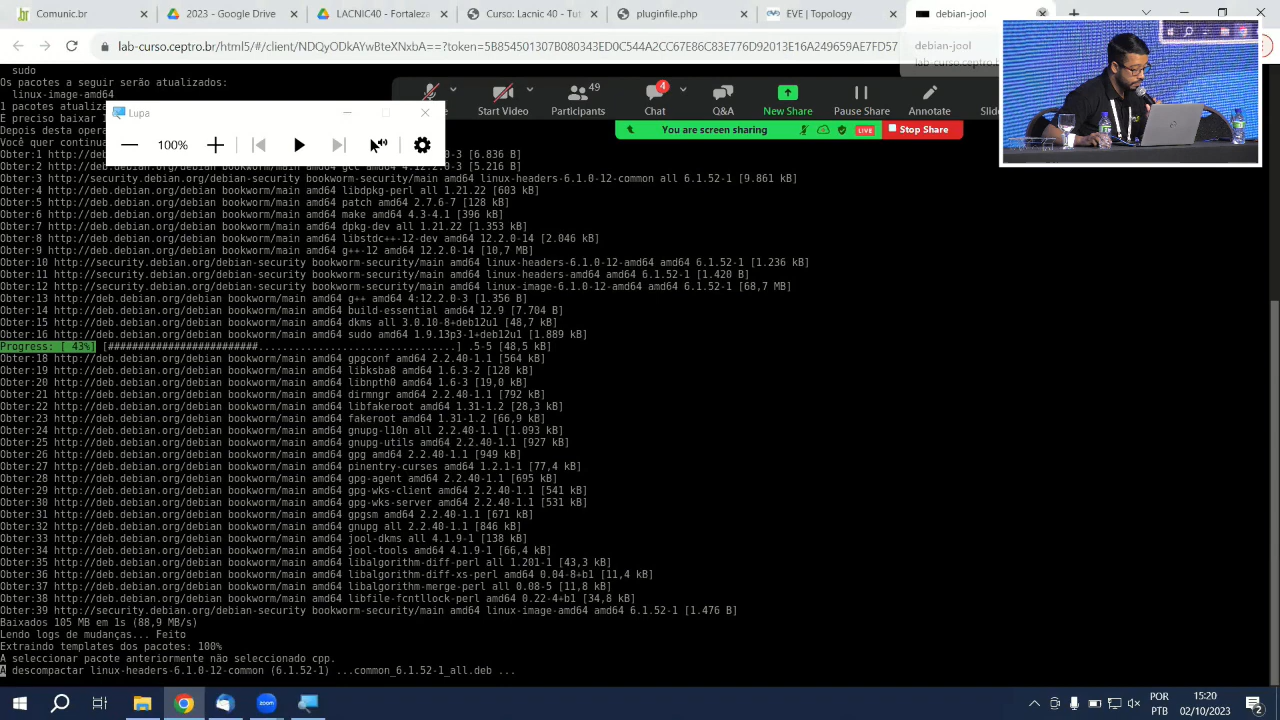 Comunic.br
2023-10 - Google Drive
debian-jool
debian-jool
lab-curso.ceptro.br
sudo
Os pacotes a seguir serão atualizados:
linux-image-amd64
49
4
Start Video
Participants
Chat
Q&A
New Share
Pause Share
Annotate
You are screen sharing
LIVE
Stop Share
Lupa
100%
Obter:3 http://security.debian.org/debian-security bookworm-security/main amd64 linux-headers-6.1.0-12-common all 6.1.52-1 [9.861 kB]
Obter:4 http://deb.debian.org/debian bookworm/main amd64 libdpkg-perl all 1.21.22 [603 kB]
Obter:5 http://deb.debian.org/debian bookworm/main amd64 patch amd64 2.7.6-7 [128 kB]
Obter:6 http://deb.debian.org/debian bookworm/main amd64 make amd64 4.3-4.1 [396 kB]
Obter:7 http://deb.debian.org/debian bookworm/main amd64 dpkg-dev all 1.21.22 [1.353 kB]
Obter:8 http://deb.debian.org/debian bookworm/main amd64 libstdc++-12-dev amd64 12.2.0-14 [2.046 kB]
Obter:9 http://deb.debian.org/debian bookworm/main amd64 g++-12 amd64 12.2.0-14 [10,7 MB]
Obter:10 http://security.debian.org/debian-security bookworm-security/main amd64 linux-headers-6.1.0-12-amd64 amd64 6.1.52-1 [1.236 kB]
Obter:11 http://security.debian.org/debian-security bookworm-security/main amd64 linux-headers-amd64 amd64 6.1.52-1 [1.420 B]
Obter:12 http://security.debian.org/debian-security bookworm-security/main amd64 linux-image-6.1.0-12-amd64 amd64 6.1.52-1 [68,7 MB]
Obter:13 http://deb.debian.org/debian bookworm/main amd64 g++ amd64 4:12.2.0-3 [1.356 B]
Obter:14 http://deb.debian.org/debian bookworm/main amd64 build-essential amd64 12.9 [7.704 B]
Obter:15 http://deb.debian.org/debian bookworm/main amd64 dkms all 3.0.10-8+deb12u1 [48,7 kB]
Obter:16 http://deb.debian.org/debian bookworm/main amd64 sudo amd64 1.9.13p3-1+deb12u1 [1.889 kB]
Progress: [ 43%] [#########################.................................] .5-5 [48,5 kB]
Obter:18 http://deb.debian.org/debian bookworm/main amd64 gpgconf amd64 2.2.40-1.1 [564 kB]
Obter:19 http://deb.debian.org/debian bookworm/main amd64 libksba8 amd64 1.6.3-2 [128 kB]
Obter:20 http://deb.debian.org/debian bookworm/main amd64 libnpth0 amd64 1.6-3 [19,0 kB]
Obter:21 http://deb.debian.org/debian bookworm/main amd64 dirmngr amd64 2.2.40-1.1 [792 kB]
Obter:22 http://deb.debian.org/debian bookworm/main amd64 libfakeroot amd64 1.31-1.2 [28,3 kB]
Obter:23 http://deb.debian.org/debian bookworm/main amd64 fakeroot amd64 1.31-1.2 [66,9 kB]
Obter:24 http://deb.debian.org/debian bookworm/main amd64 gnupg-l10n all 2.2.40-1.1 [1.093 kB]
Obter:25 http://deb.debian.org/debian bookworm/main amd64 gnupg-utils amd64 2.2.40-1.1 [927 kB]
Obter:26 http://deb.debian.org/debian bookworm/main amd64 gpg amd64 2.2.40-1.1 [949 kB]
Obter:27 http://deb.debian.org/debian bookworm/main amd64 pinentry-curses amd64 1.2.1-1 [77,4 kB]
Obter:28 http://deb.debian.org/debian bookworm/main amd64 gpg-agent amd64 2.2.40-1.1 [695 kB]
Obter:29 http://deb.debian.org/debian bookworm/main amd64 gpg-wks-client amd64 2.2.40-1.1 [541 kB]
Obter:30 http://deb.debian.org/debian bookworm/main amd64 gpg-wks-server amd64 2.2.40-1.1 [531 kB]
Obter:31 http://deb.debian.org/debian bookworm/main amd64 gpgsm amd64 2.2.40-1.1 [671 kB]
Obter:32 http://deb.debian.org/debian bookworm/main amd64 gnupg all 2.2.40-1.1 [846 kB]
Obter:33 http://deb.debian.org/debian bookworm/main amd64 jool-dkms all 4.1.9-1 [138 kB]
Obter:34 http://deb.debian.org/debian bookworm/main amd64 jool-tools amd64 4.1.9-1 [66,4 kB]
Obter:35 http://deb.debian.org/debian bookworm/main amd64 libalgorithm-diff-perl all 1.201-1 [43,3 kB]
Obter:36 http://deb.debian.org/debian bookworm/main amd64 libalgorithm-diff-xs-perl amd64 0.04-8+b1 [11,4 kB]
Obter:37 http://deb.debian.org/debian bookworm/main amd64 libalgorithm-merge-perl all 0.08-5 [11,8 kB]
Obter:38 http://deb.debian.org/debian bookworm/main amd64 libfile-fcntllock-perl amd64 0.22-4+b1 [34,8 kB]
Obter:39 http://security.debian.org/debian-security bookworm-security/main amd64 linux-image-amd64 amd64 6.1.52-1 [1.476 B]
Baixados 105 MB em 1s (88,9 MB/s)
Lendo logs de mudanças... Feito
Extraindo templates dos pacotes: 100%
A seleccionar pacote anteriormente não seleccionado cpp.
A descompactar linux-headers-6.1.0-12-common (6.1.52-1) ...common_6.1.52-1_all.deb ...
zoom
POR
PTB
15:20
02/10/2023
2